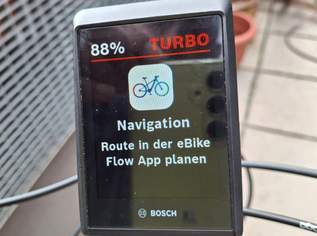 88% TURBO
Navigation
Route in der eBike
Flow App planen
BOSCH